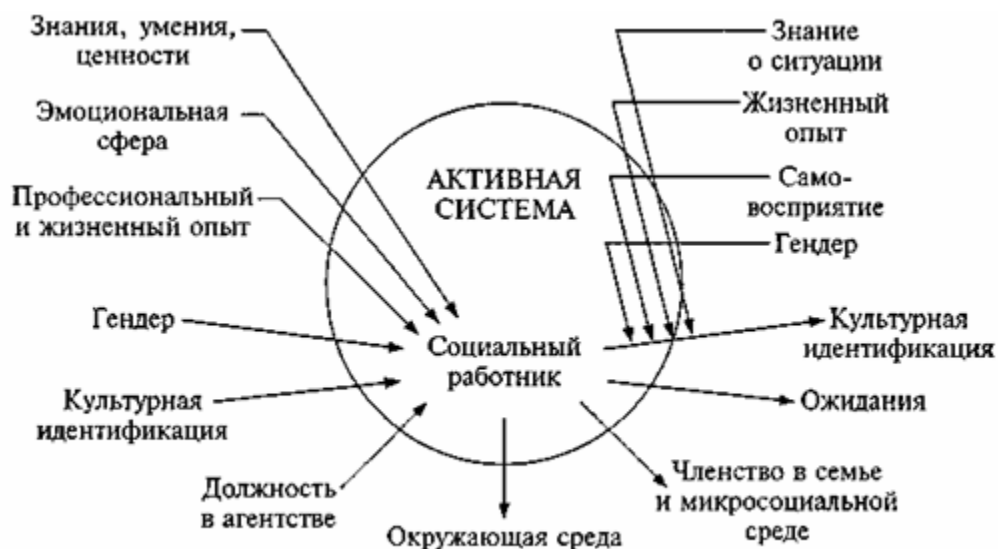 Знания, умения,
ценности
Эмоциональная
сфера
Профессиональный
и жизненный опыт
Гендер
Культурная
идентификация
Должность
в агентстве
АКТИВНАЯ
СИСТЕМА
Социальный
работник
Окружающая среда
Знание
о ситуации
Жизненный
опыт
Само-
восприятие
Гендер
Культурная
идентификация
Ожидания
Членство в семье
и микросоциальной
среде